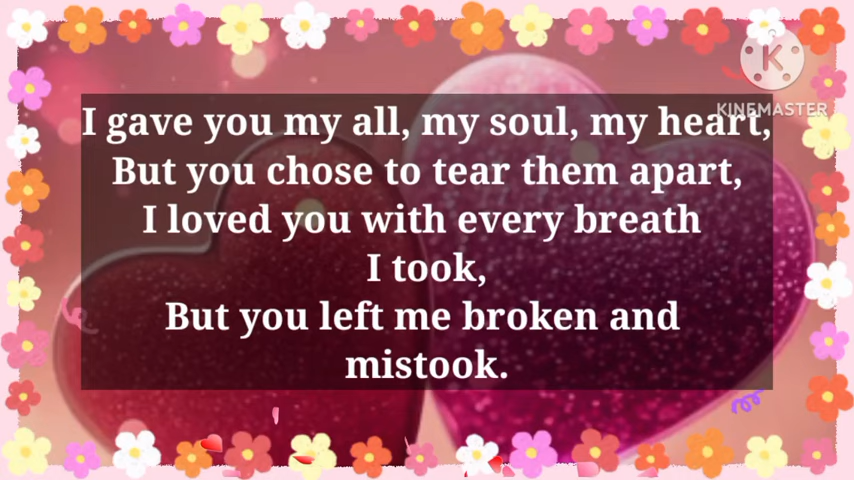 KINEMASTER
I gave you my all, my soul, my heart,
But you chose to tear them apart,
I loved you with every breath
I took,
But you left me broken and
mistook.